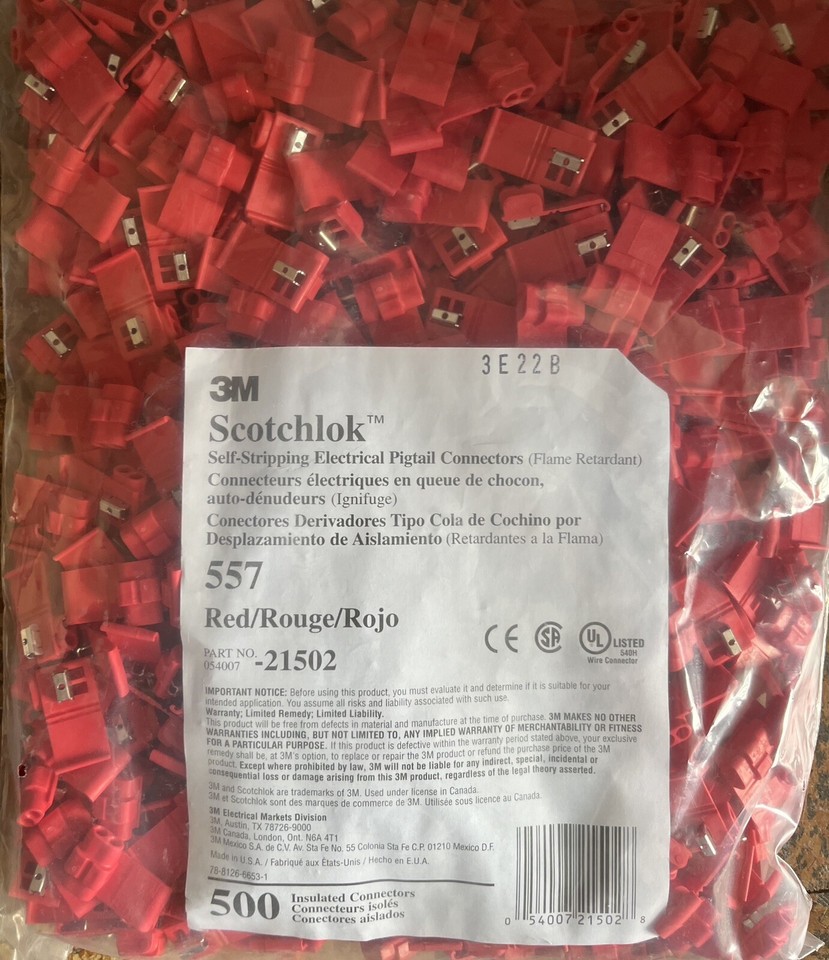 3E22B
3M
Scotchlok™
Self-Stripping Electrical Pigtail Connectors (Flame Retardant)
Connecteurs électriques en queue de chocon,
auto-dénudeurs (Ignifuge)
Conectores Derivadores Tipo Cola de Cochino por
Desplazamiento de Aislamiento (Retardantes a la Flama)
557
Red/Rouge/Rojo
PART NO.
054007 -21502
CE SA UL LISTED
540H
Wire Connector
IMPORTANT NOTICE: Before using this product, you must evaluate it and determine if it is suitable for your
intended application. You assume all risks and liability associated with such use.
Warranty; Limited Remedy; Limited Liability.
This product will be free from defects in material and manufacture at the time of purchase. 3M MAKES NO OTHER
WARRANTIES INCLUDING, BUT NOT LIMITED TO, ANY IMPLIED WARRANTY OF MERCHANTABILITY OR FITNESS
FOR A PARTICULAR PURPOSE. If this product is defective within the warranty period stated above, your exclusive
remedy shall be, at 3M's option, to replace or repair the 3M product or refund the purchase price of the 3M
product. Except where prohibited by law, 3M will not be liable for any indirect, special, incidental or
consequential loss or damage arising from this 3M product, regardless of the legal theory asserted.
3M and Scotchlok are trademarks of 3M. Used under license in Canada.
3M et Scotchlok sont des marques de commerce de 3M. Utilisée sous licence au Canada.
3M Electrical Markets Division
3M, Austin, TX 78726-9000
3M Canada, London, Ont. N6A 4T1
3M Mexico S.A. de C.V. Av. Sta Fe No. 55 Colonia Sta Fe C.P. 01210 Mexico D.F.
Made in U.S.A. / Fabriqué aux États-Unis / Hecho en E.U.A.
78-8126-6653-1
500 Insulated Connectors
Connecteurs isolés
Conectores aislados
0 54007 21502 8